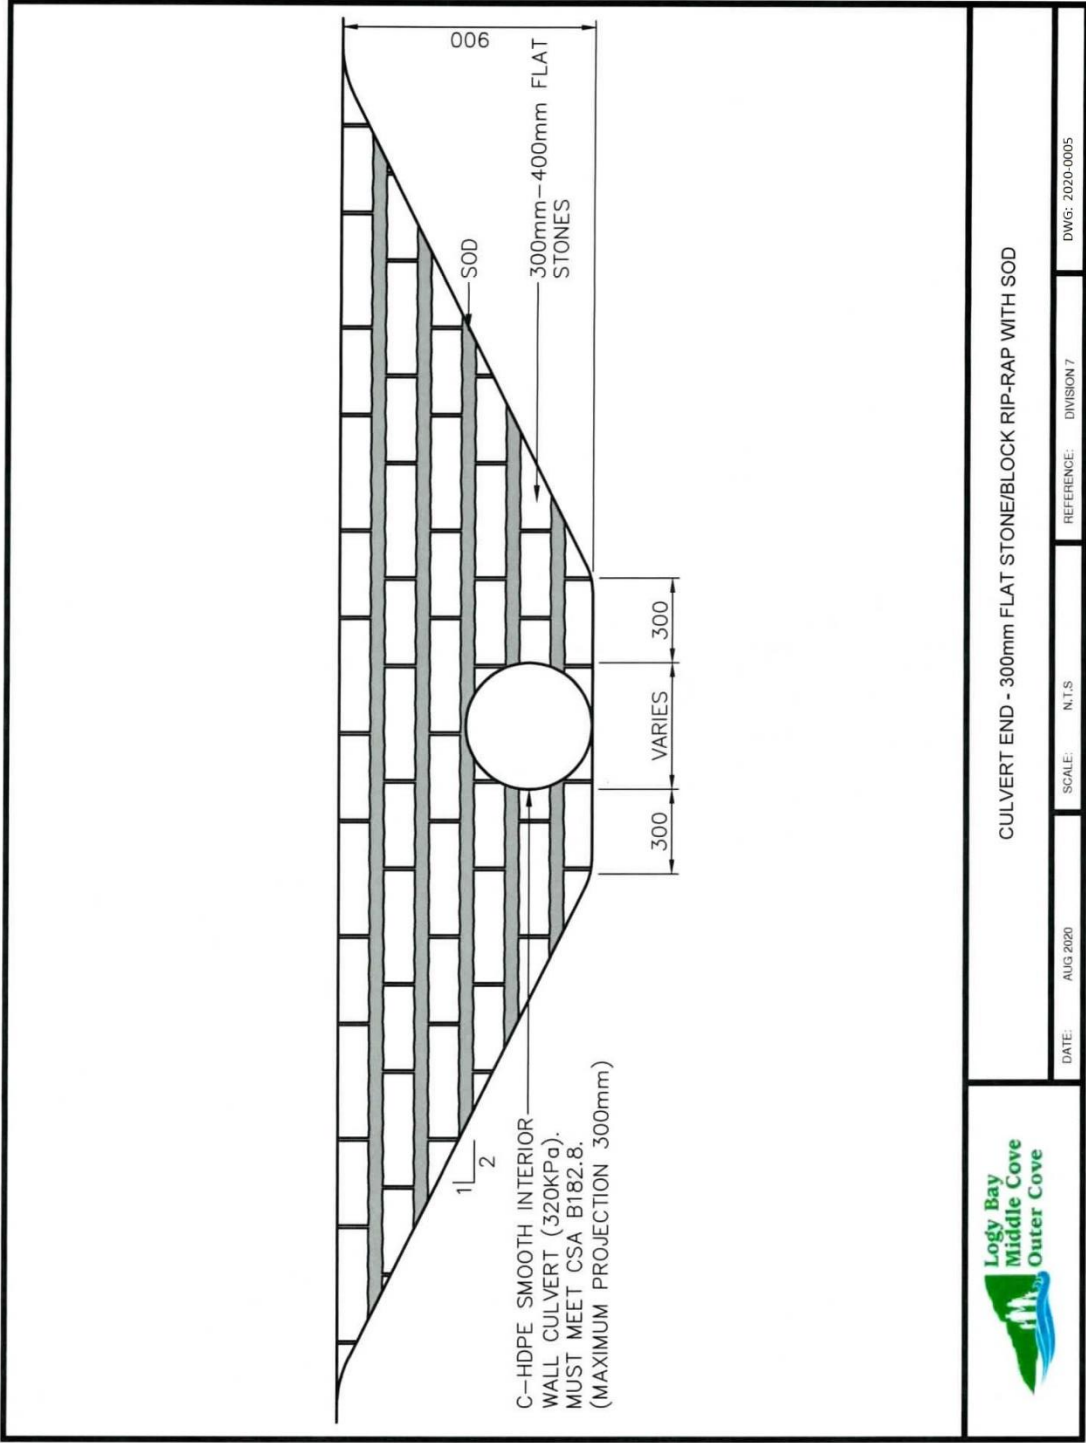 900
300mm-400mm FLAT
STONES
SOD
1
2
C-HDPE SMOOTH INTERIOR
WALL CULVERT (320KPa).
MUST MEET CSA B182.8.
(MAXIMUM PROJECTION 300mm)
300
VARIES
300
Logy Bay
Middle Cove
Outer Cove
CULVERT END - 300mm FLAT STONE/BLOCK RIP-RAP WITH SOD
DATE: AUG 2020
SCALE: N.T.S
REFERENCE: DIVISION 7
DWG: 2020-0005